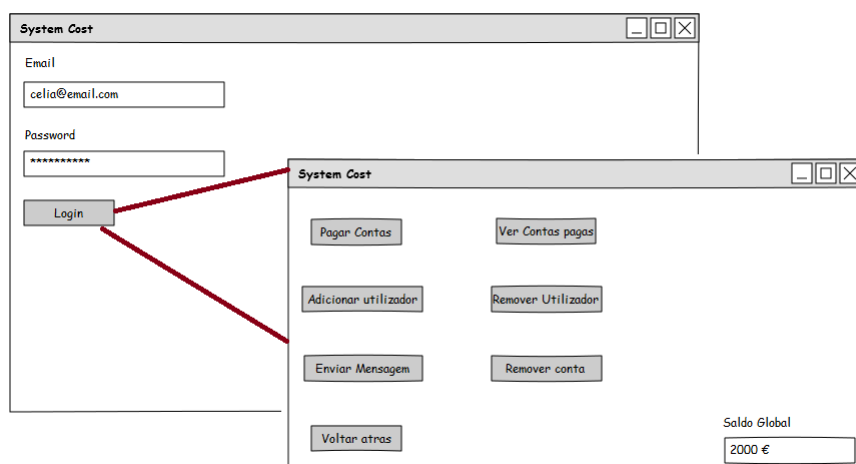 System Cost
Email
celia@email.com
Password
**********
Login
System Cost
Pagar Contas
Ver Contas pagas
Adicionar utilizador
Remover Utilizador
Enviar Mensagem
Remover conta
Voltar atras
Saldo Global
2000 €